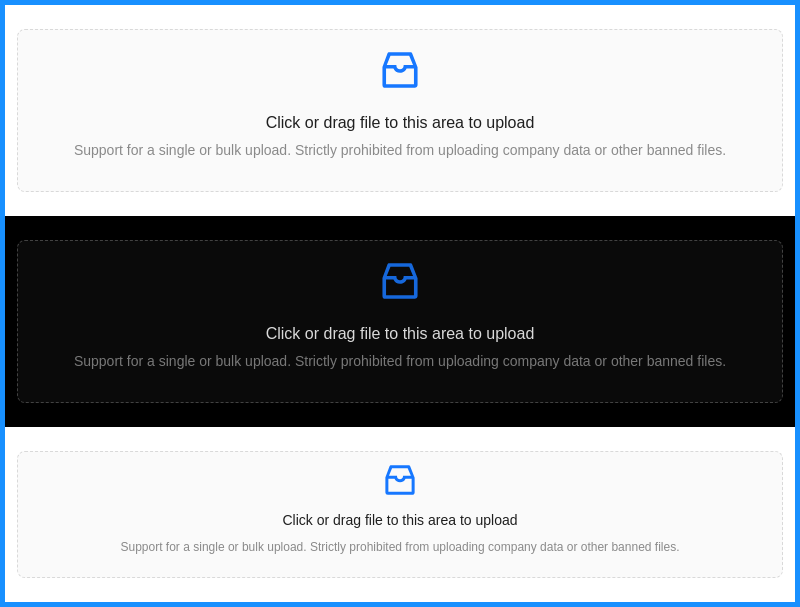 Click or drag file to this area to upload
Support for a single or bulk upload. Strictly prohibited from uploading company data or other banned files.
Click or drag file to this area to upload
Support for a single or bulk upload. Strictly prohibited from uploading company data or other banned files.
Click or drag file to this area to upload
Support for a single or bulk upload. Strictly prohibited from uploading company data or other banned files.